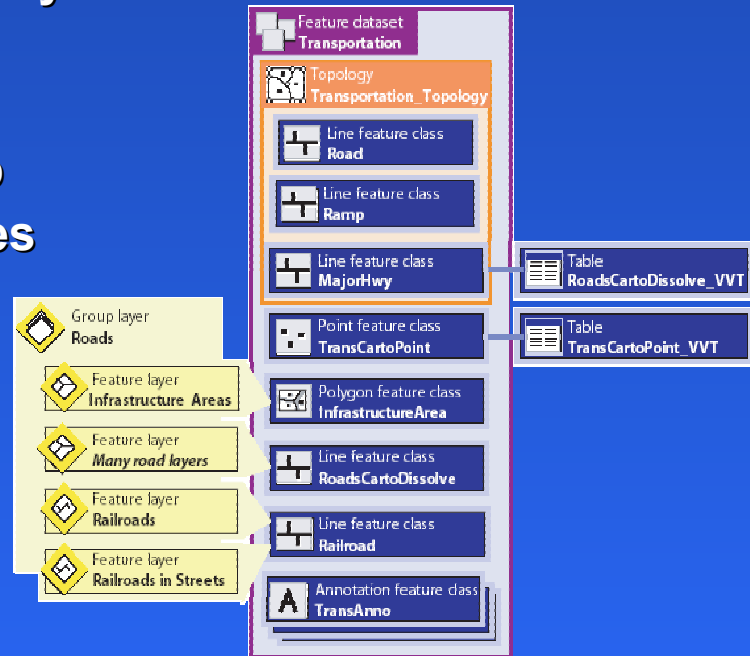 y
es
Feature dataset
Transportation
Topology
Transportation_Topology
Line feature class
Road
Line feature class
Ramp
Line feature class
MajorHwy
Table
RoadsCartoDissolve_VVT
Point feature class
TransCartoPoint
Table
TransCartoPoint_VVT
Group layer
Roads
Feature layer
Infrastructure Areas
Polygon feature class
InfrastructureArea
Feature layer
Many road layers
Line feature class
RoadsCartoDissolve
Feature layer
Railroads
Line feature class
Railroad
Feature layer
Railroads in Streets
A
Annotation feature class
TransAnno